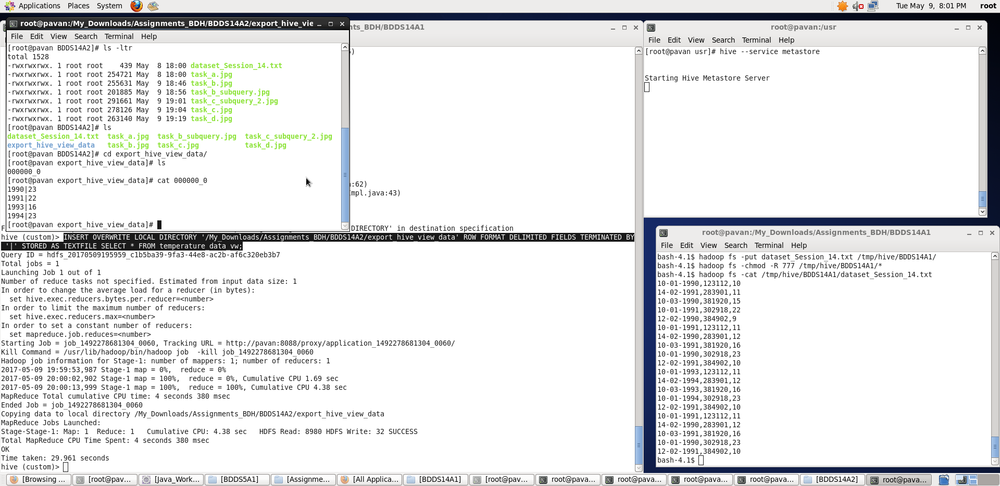 Applications Places System
Tue May 9, 8:01 PM root
root@pavan:/My_Downloads/Assignments_BDH/BDDS14A2/export_hive_vie
File Edit View Search Terminal Help
[root@pavan BDDS14A2]# ls -ltr
total 1528
-rwxrwxrwx. 1 root root    439 May  8 18:00 dataset_Session_14.txt
-rwxrwxrwx. 1 root root 254721 May  8 18:00 task_a.jpg
-rwxrwxrwx. 1 root root 255631 May  9 18:46 task_b.jpg
-rwxrwxrwx. 1 root root 201885 May  9 18:56 task_b_subquery.jpg
-rwxrwxrwx. 1 root root 291661 May  9 19:01 task_c_subquery_2.jpg
-rwxrwxrwx. 1 root root 278126 May  9 19:04 task_c.jpg
-rwxrwxrwx. 1 root root 263140 May  9 19:19 task_d.jpg
[root@pavan BDDS14A2]# ls
dataset_Session_14.txt  task_a.jpg  task_b_subquery.jpg  task_c_subquery_2.jpg
export_hive_view_data   task_b.jpg  task_c.jpg           task_d.jpg
[root@pavan BDDS14A2]# cd export_hive_view_data/
[root@pavan export_hive_view_data]# ls
000000_0
[root@pavan export_hive_view_data]# cat 000000_0
1990|23
1991|22
1993|16
1994|23
[root@pavan export_hive_view_data]#
nts_BDH/BDDS14A1
)
:62)
mpl.java:43)
DIRECTORY' in destination specification
hive (custom)> INSERT OVERWRITE LOCAL DIRECTORY '/My_Downloads/Assignments_BDH/BDDS14A2/export_hive_view_data' ROW FORMAT DELIMITED FIELDS TERMINATED BY
'|' STORED AS TEXTFILE SELECT * FROM temperature_data_vw;
Query ID = hdfs_20170509195959_c1b5ba39-9fa3-44e8-ac2b-af6c320eb3b7
Total jobs = 1
Launching Job 1 out of 1
Number of reduce tasks not specified. Estimated from input data size: 1
In order to change the average load for a reducer (in bytes):
  set hive.exec.reducers.bytes.per.reducer=<number>
In order to limit the maximum number of reducers:
  set hive.exec.reducers.max=<number>
In order to set a constant number of reducers:
  set mapreduce.job.reduces=<number>
Starting Job = job_1492278681304_0060, Tracking URL = http://pavan:8088/proxy/application_1492278681304_0060/
Kill Command = /usr/lib/hadoop/bin/hadoop job  -kill job_1492278681304_0060
Hadoop job information for Stage-1: number of mappers: 1; number of reducers: 1
2017-05-09 19:59:53,987 Stage-1 map = 0%,  reduce = 0%
2017-05-09 20:00:02,902 Stage-1 map = 100%,  reduce = 0%, Cumulative CPU 1.69 sec
2017-05-09 20:00:13,999 Stage-1 map = 100%,  reduce = 100%, Cumulative CPU 4.38 sec
MapReduce Total cumulative CPU time: 4 seconds 380 msec
Ended Job = job_1492278681304_0060
Copying data to local directory /My_Downloads/Assignments_BDH/BDDS14A2/export_hive_view_data
MapReduce Jobs Launched:
Stage-Stage-1: Map: 1  Reduce: 1   Cumulative CPU: 4.38 sec   HDFS Read: 8980 HDFS Write: 32 SUCCESS
Total MapReduce CPU Time Spent: 4 seconds 380 msec
OK
Time taken: 29.961 seconds
hive (custom)>
root@pavan:/usr
File Edit View Search Terminal Help
[root@pavan usr]# hive --service metastore
Starting Hive Metastore Server
root@pavan:/My_Downloads/Assignments_BDH/BDDS14A1
File Edit View Search Terminal Help
bash-4.1$ hadoop fs -put dataset_Session_14.txt /tmp/hive/BDDS14A1/
bash-4.1$ hadoop fs -chmod -R 777 /tmp/hive/BDDS14A1/*
bash-4.1$ hadoop fs -cat /tmp/hive/BDDS14A1/dataset_Session_14.txt
10-01-1990,123112,10
14-02-1991,283901,11
10-03-1990,381920,15
10-01-1991,302918,22
12-02-1990,384902,9
10-01-1991,123112,11
14-02-1990,283901,12
10-03-1991,381920,16
10-01-1990,302918,23
12-02-1991,384902,10
10-01-1993,123112,11
14-02-1994,283901,12
10-03-1993,381920,16
10-01-1994,302918,23
12-02-1991,384902,10
10-01-1991,123112,11
14-02-1990,283901,12
10-03-1991,381920,16
10-01-1990,302918,23
12-02-1991,384902,10
bash-4.1$
[Browsing ... [root@pav... [Java_Work... [BDDS5A1] [Assignme... [All Applica... [BDDS14A1] [root@pav... root@pava... root@pava... root@pava... root@pava... [BDDS14A2] root@pava...